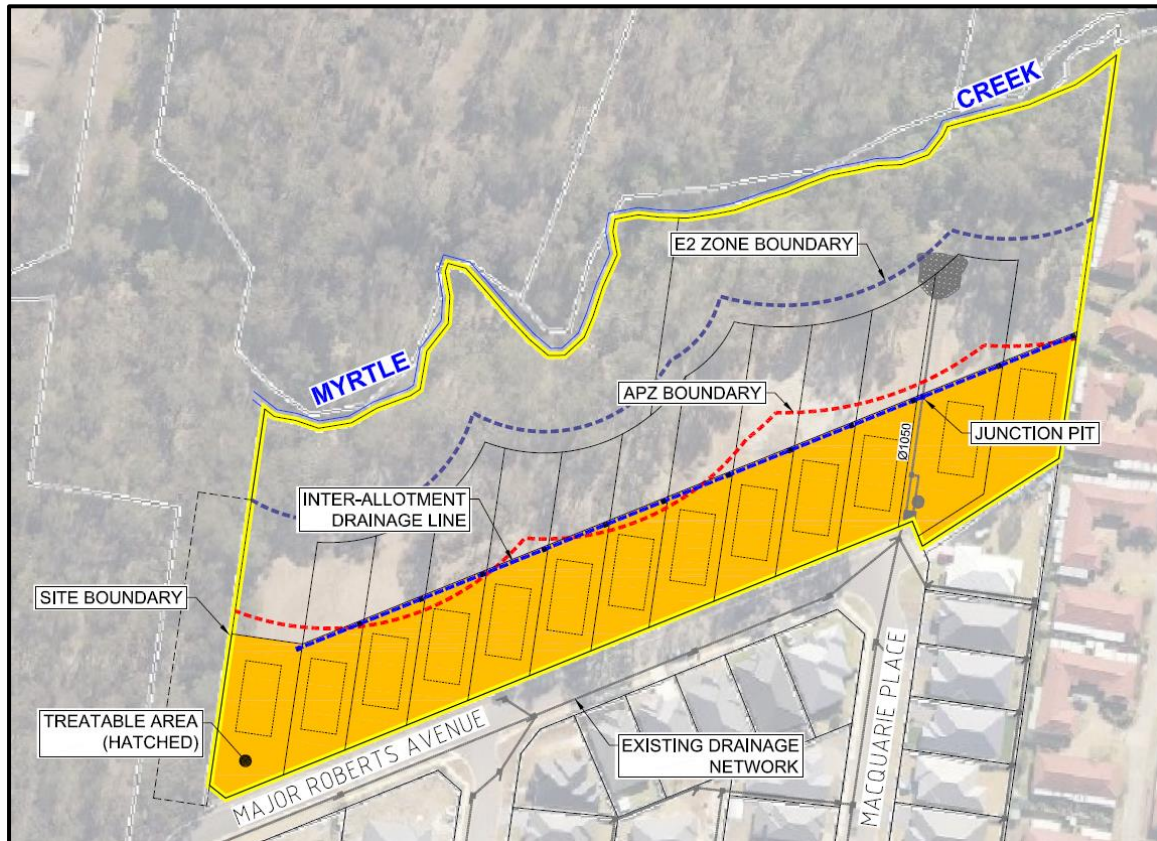 CREEK
E2 ZONE BOUNDARY
MYRTLE
APZ BOUNDARY
JUNCTION PIT
Ø1050
INTER-ALLOTMENT
DRAINAGE LINE
SITE BOUNDARY
TREATABLE AREA
(HATCHED)
EXISTING DRAINAGE
NETWORK
MAJOR ROBERTS AVENUE
MACQUARIE PLACE